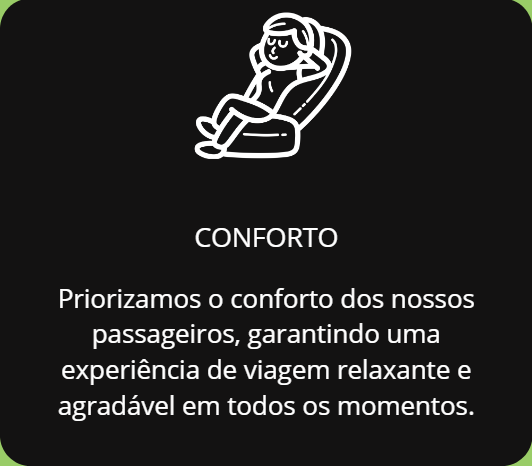 CONFORTO
Priorizamos o conforto dos nossos
passageiros, garantindo uma
experiência de viagem relaxante e
agradável em todos os momentos.